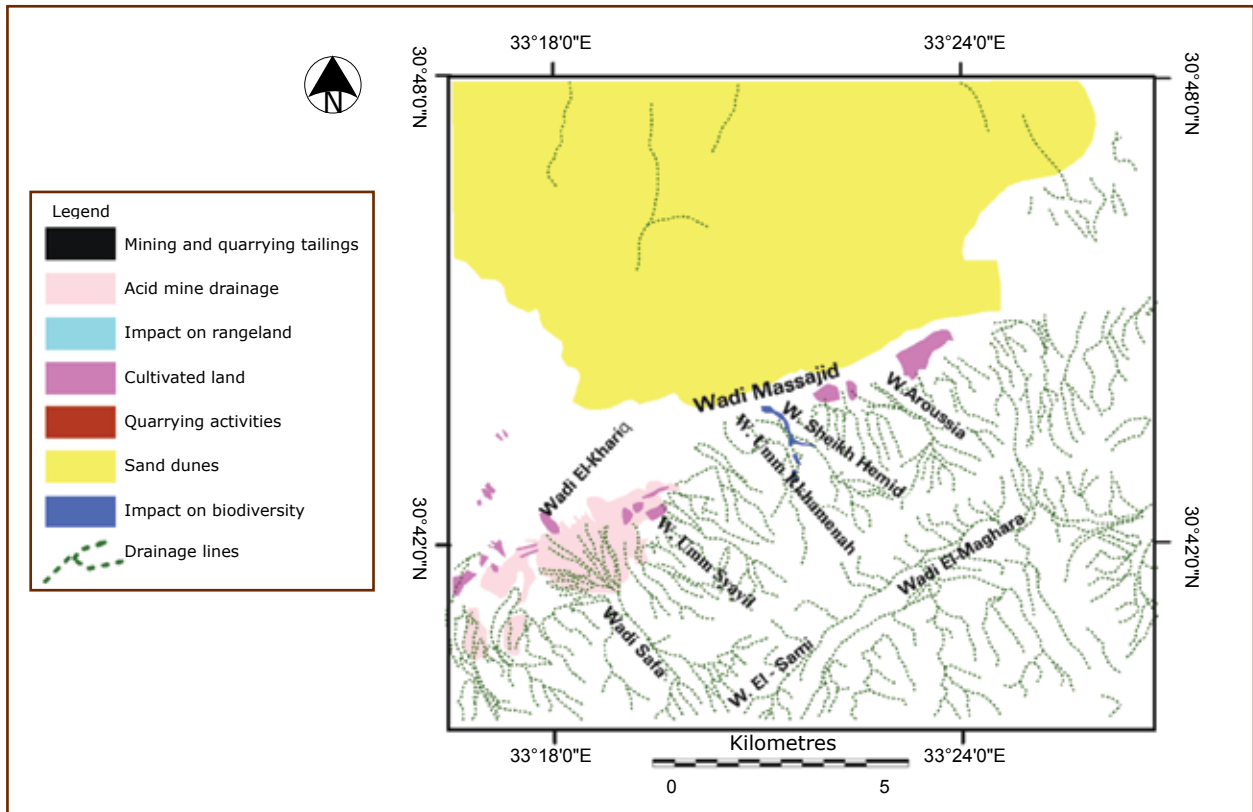 33°18'0"E
33°24'0"E
30°48'0"N
30°48'0"N
N
Legend
Mining and quarrying tailings
Acid mine drainage
Impact on rangeland
Cultivated land
Quarrying activities
Sand dunes
Impact on biodiversity
Drainage lines
Wadi Massajid
W.Aroussia
W. Sheikh Hemid
W. Umm Rkhamenah
Wadi El-Khariq
W. Umm Syayil
Wadi El-Maghara
Wadi Safa
W. El - Sami
30°42'0"N
30°42'0"N
33°18'0"E
Kilometres
33°24'0"E
0
5